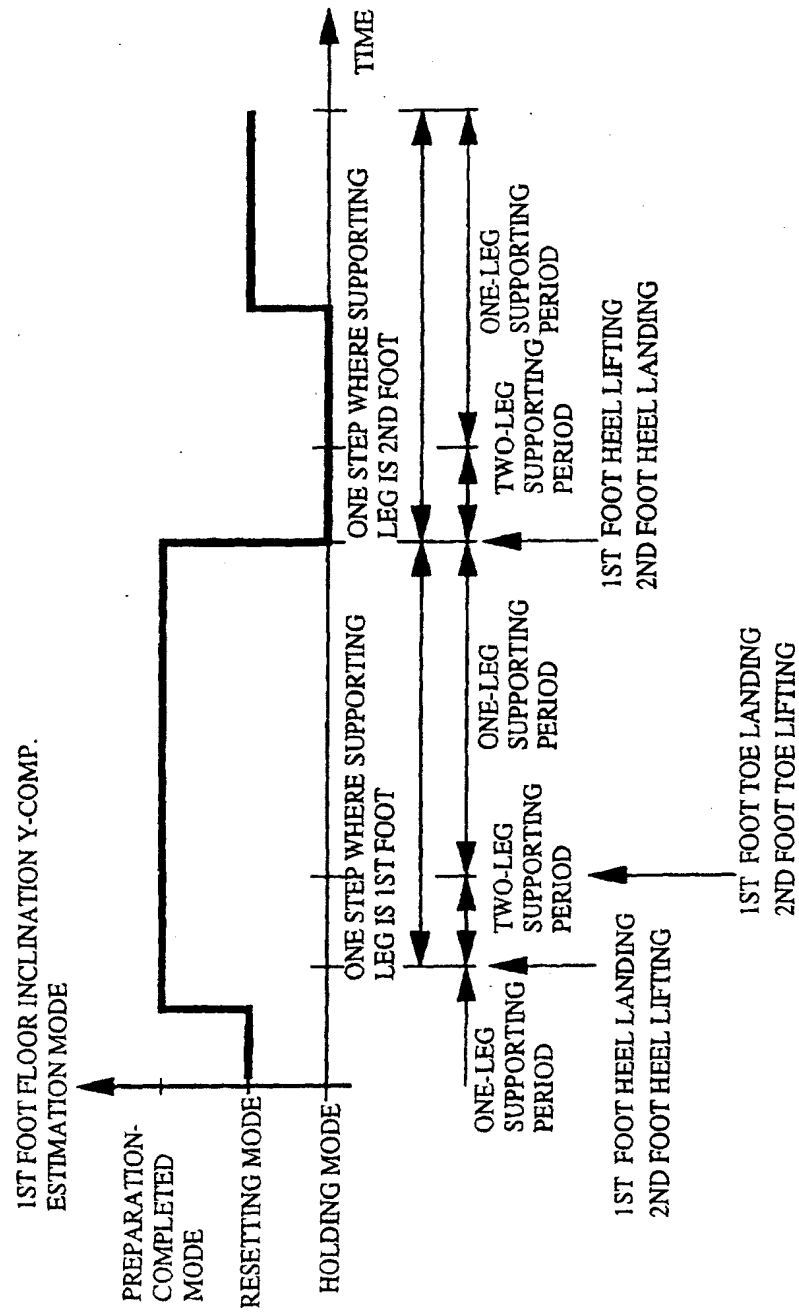 1ST FOOT FLOOR INCLINATION Y-COMP.
ESTIMATION MODE
PREPARATION-
COMPLETED
MODE
RESETTING MODE
HOLDING MODE
TIME
ONE STEP WHERE SUPPORTING
LEG IS 1ST FOOT
ONE STEP WHERE SUPPORTING
LEG IS 2ND FOOT
ONE-LEG
SUPPORTING
PERIOD
TWO-LEG
SUPPORTING
PERIOD
ONE-LEG
SUPPORTING
PERIOD
TWO-LEG
SUPPORTING
PERIOD
ONE-LEG
SUPPORTING
PERIOD
1ST FOOT HEEL LANDING
2ND FOOT HEEL LIFTING
1ST FOOT TOE LANDING
2ND FOOT TOE LIFTING
1ST FOOT HEEL LIFTING
2ND FOOT HEEL LANDING